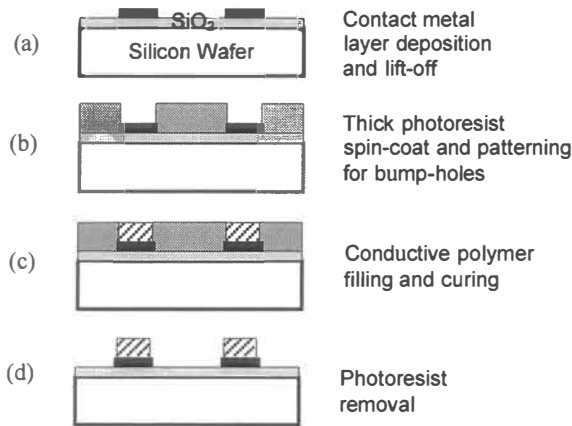 SiO₂
(a)
Silicon Wafer
Contact metal
layer deposition
and lift-off
(b)
Thick photoresist
spin-coat and patterning
for bump-holes
(c)
Conductive polymer
filling and curing
(d)
Photoresist
removal